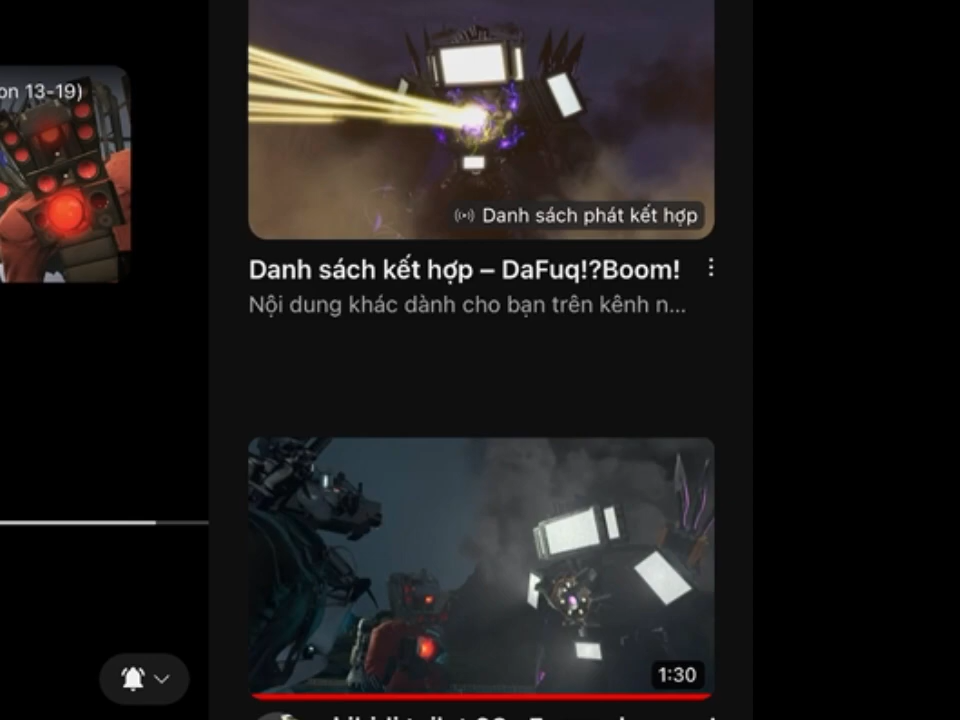 on 13-19)
Danh sách phát kết hợp
Danh sách kết hợp – DaFuq!?Boom!
Nội dung khác dành cho bạn trên kênh n...
1:30